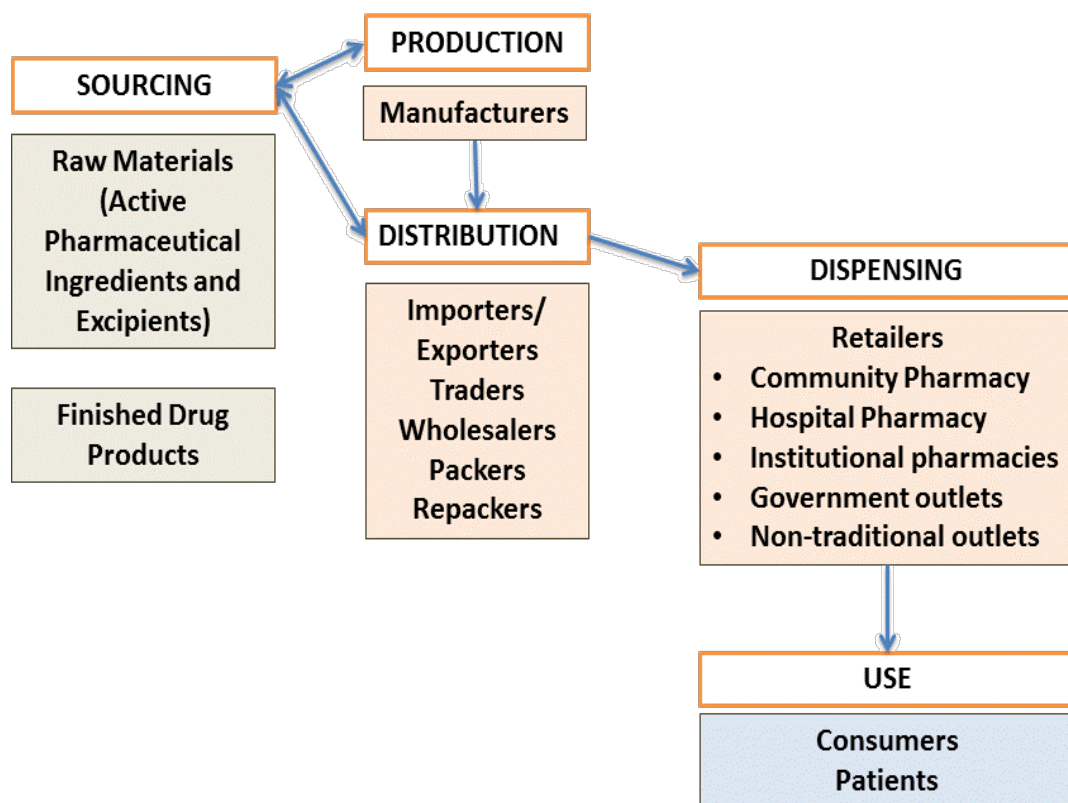 SOURCING
Raw Materials
(Active
Pharmaceutical
Ingredients and
Excipients)
Finished Drug
Products
PRODUCTION
Manufacturers
DISTRIBUTION
Importers/
Exporters
Traders
Wholesalers
Packers
Repackers
DISPENSING
Retailers
• Community Pharmacy
• Hospital Pharmacy
• Institutional pharmacies
• Government outlets
• Non-traditional outlets
USE
Consumers
Patients